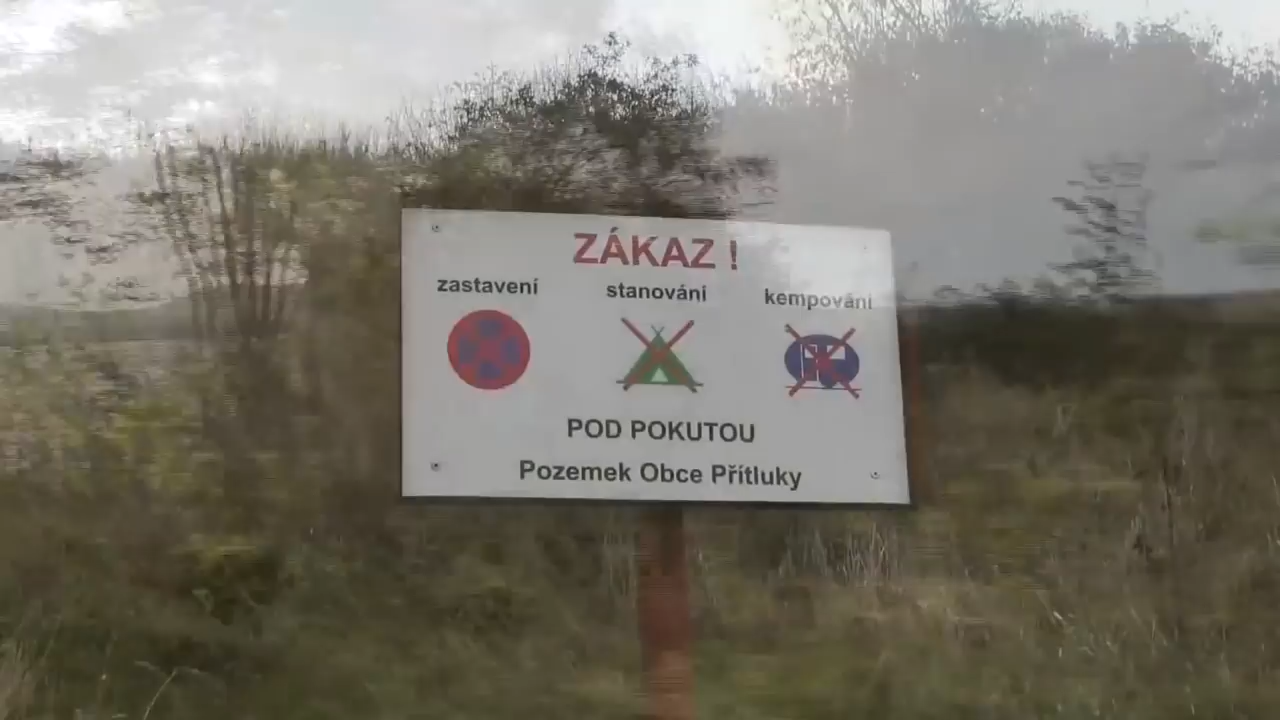 ZÁKAZ !
zastavení stanování kempování
POD POKUTOU
Pozemek Obce Přítluky